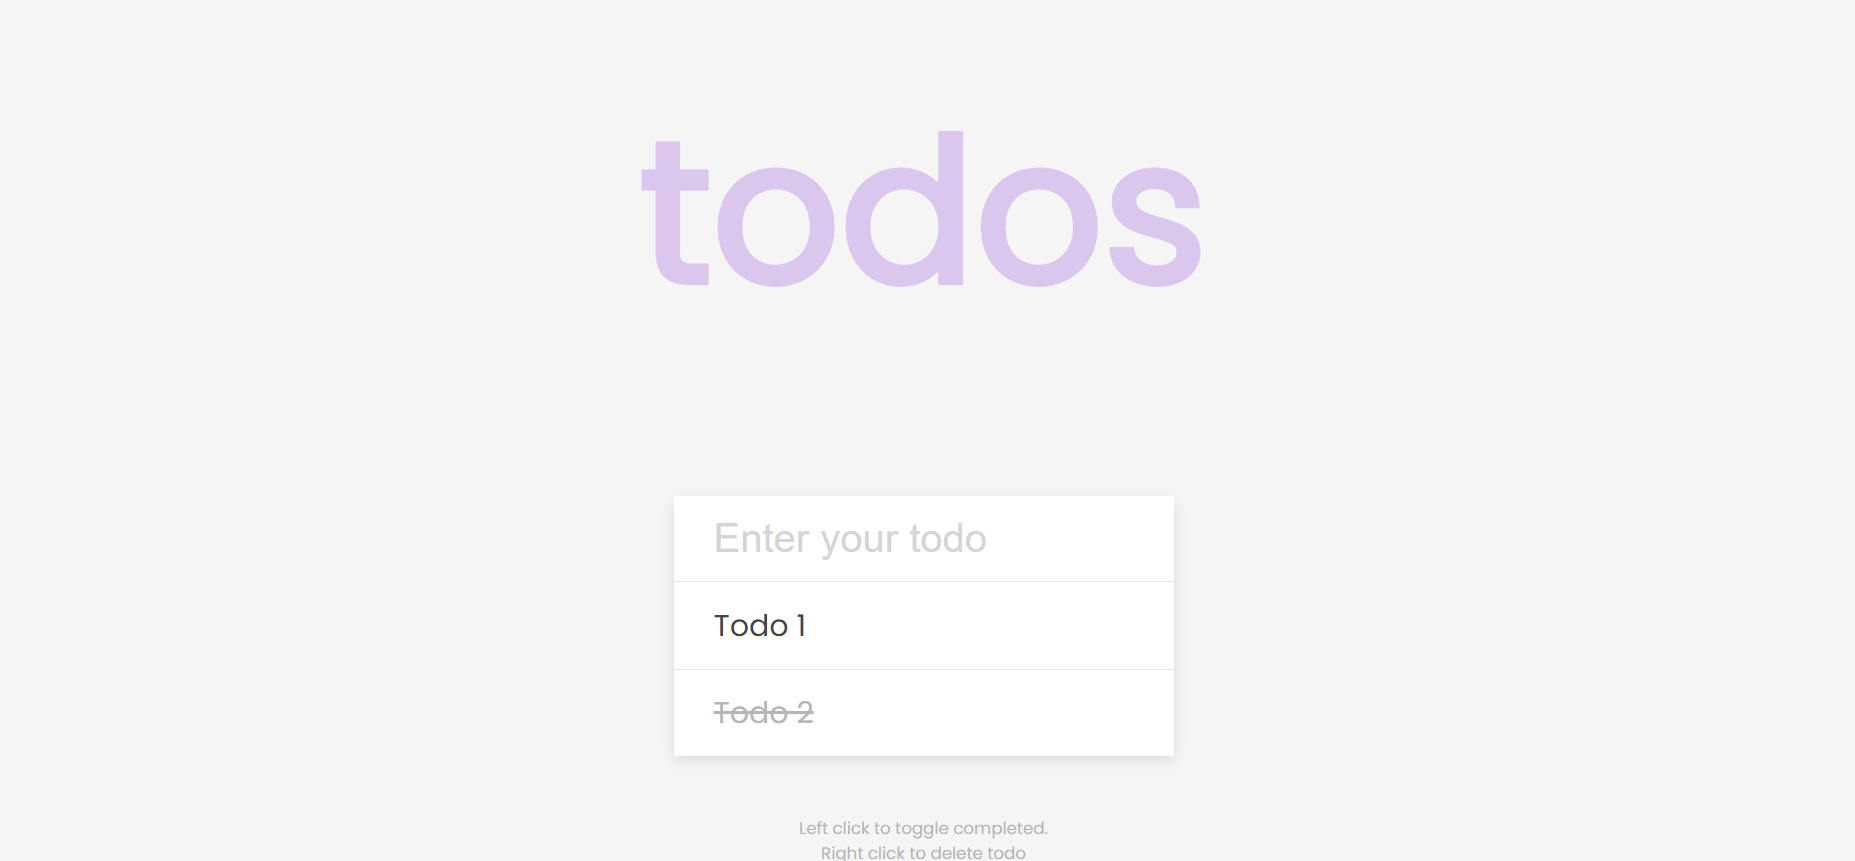 todos
Enter your todo
Todo 1
Todo 2
Left click to toggle completed.
Right click to delete todo